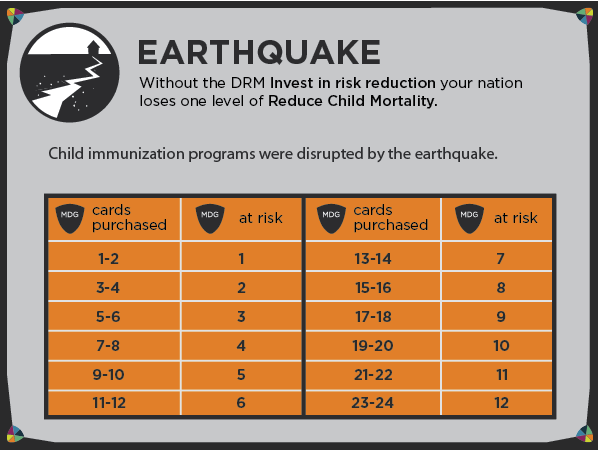 EARTHQUAKE
Without the DRM Invest in risk reduction your nation
loses one level of Reduce Child Mortality.
Child immunization programs were disrupted by the earthquake.
MDG cards purchased MDG at risk MDG cards purchased MDG at risk
1-2 1 13-14 7
3-4 2 15-16 8
5-6 3 17-18 9
7-8 4 19-20 10
9-10 5 21-22 11
11-12 6 23-24 12